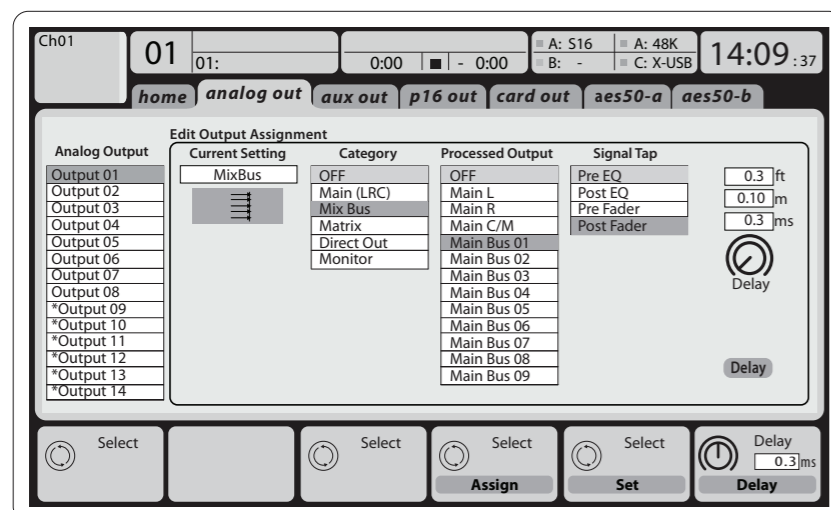 Ch01
01
01:
0:00
- 0:00
A: S16
B: -
A: 48K
C: X-USB
14:09 :37
home
analog out
aux out
p16 out
card out
aes50-a
aes50-b
Edit Output Assignment
Analog Output
Current Setting
Category
Processed Output
Signal Tap
Output 01
Output 02
Output 03
Output 04
Output 05
Output 06
Output 07
Output 08
*Output 09
*Output 10
*Output 11
*Output 12
*Output 13
*Output 14
MixBus
OFF
Main (LRC)
Mix Bus
Matrix
Direct Out
Monitor
OFF
Main L
Main R
Main C/M
Main Bus 01
Main Bus 02
Main Bus 03
Main Bus 04
Main Bus 05
Main Bus 06
Main Bus 07
Main Bus 08
Main Bus 09
Pre EQ
Post EQ
Pre Fader
Post Fader
0.3 ft
0.10 m
0.3 ms
Delay
Delay
Select
Select
Select
Assign
Select
Set
Delay
0.3 ms
Delay